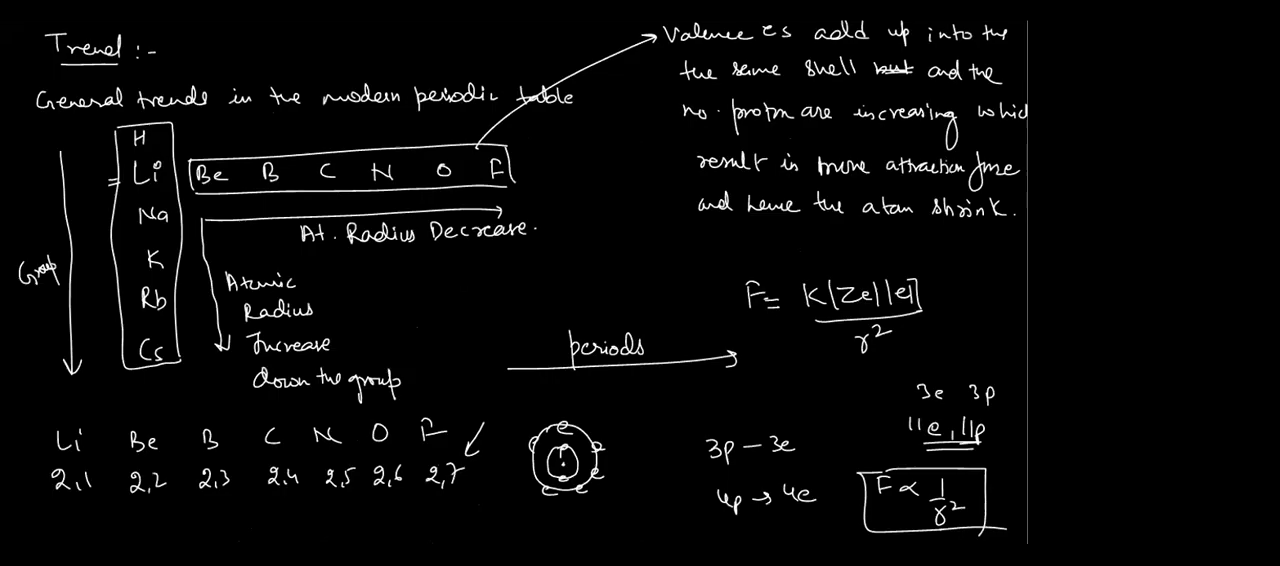 Trend :-
General trends in the modern periodic table
H
Li Be B C N O F
Na
K
Rb
Cs
Group
At. Radius Decrease.
Atomic
Radius
Increase
down the group
Valence es add up into the
the same shell but and the
no. proton are increasing which
result in more attraction force
and hence the atom shrink.
F = K|Ze||e|
r²
periods
Li Be B C N O F
2,1 2,2 2,3 2,4 2,5 2,6 2,7
e e e e e e
3p - 3e
4p → 4e
3e 3p
11e, 11p
F ∝ 1
r²